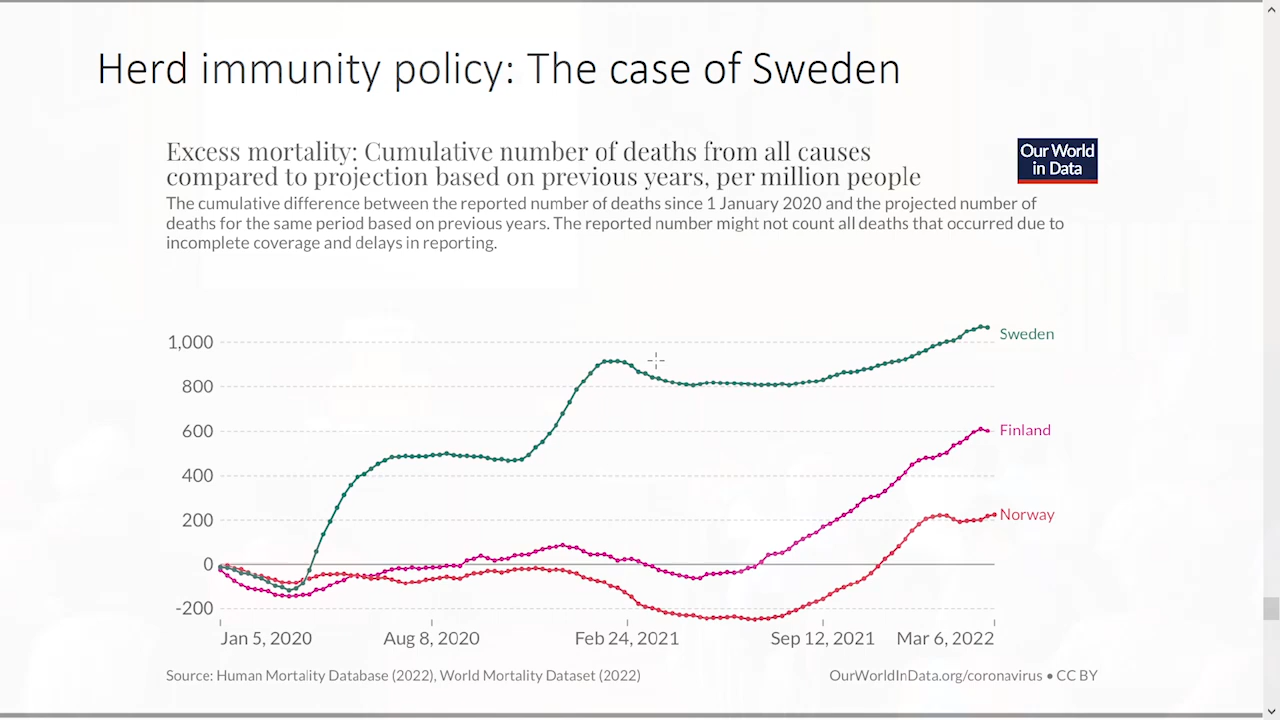 Herd immunity policy: The case of Sweden
Excess mortality: Cumulative number of deaths from all causes
compared to projection based on previous years, per million people
Our World
in Data
The cumulative difference between the reported number of deaths since 1 January 2020 and the projected number of
deaths for the same period based on previous years. The reported number might not count all deaths that occurred due to
incomplete coverage and delays in reporting.
1,000
800
600
400
200
0
-200
Sweden
Finland
Norway
Jan 5, 2020
Aug 8, 2020
Feb 24, 2021
Sep 12, 2021
Mar 6, 2022
Source: Human Mortality Database (2022), World Mortality Dataset (2022)
OurWorldInData.org/coronavirus • CC BY